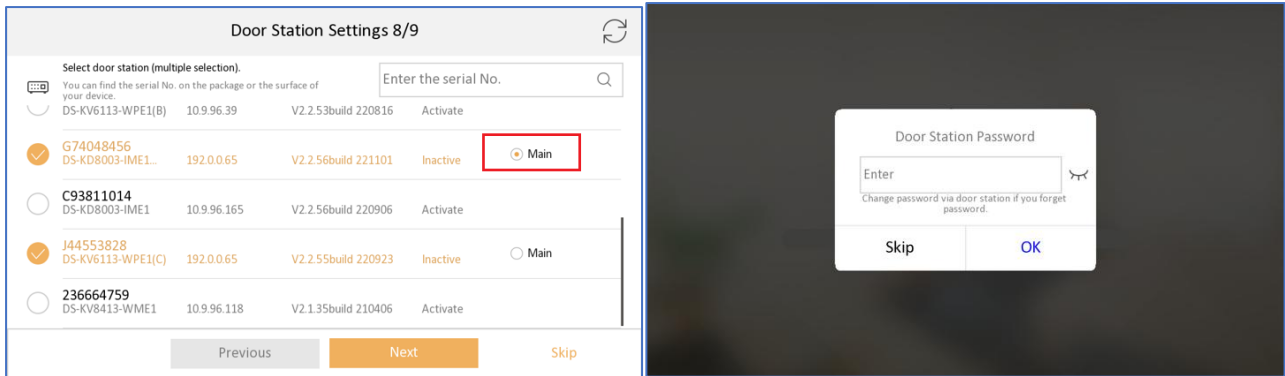 Door Station Settings 8/9
Select door station (multiple selection).
You can find the serial No. on the package or the surface of
your device.
Enter the serial No.
DS-KV6113-WPE1(B) 10.9.96.39 V2.2.53build 220816 Activate
G74048456
DS-KD8003-IME1... 192.0.0.65 V2.2.56build 221101 Inactive Main
C93811014
DS-KD8003-IME1 10.9.96.165 V2.2.56build 220906 Activate
J44553828
DS-KV6113-WPE1(C) 192.0.0.65 V2.2.55build 220923 Inactive Main
236664759
DS-KV8413-WME1 10.9.96.118 V2.1.35build 210406 Activate
Previous Next Skip
Door Station Password
Enter
Change password via door station if you forget
password.
Skip OK